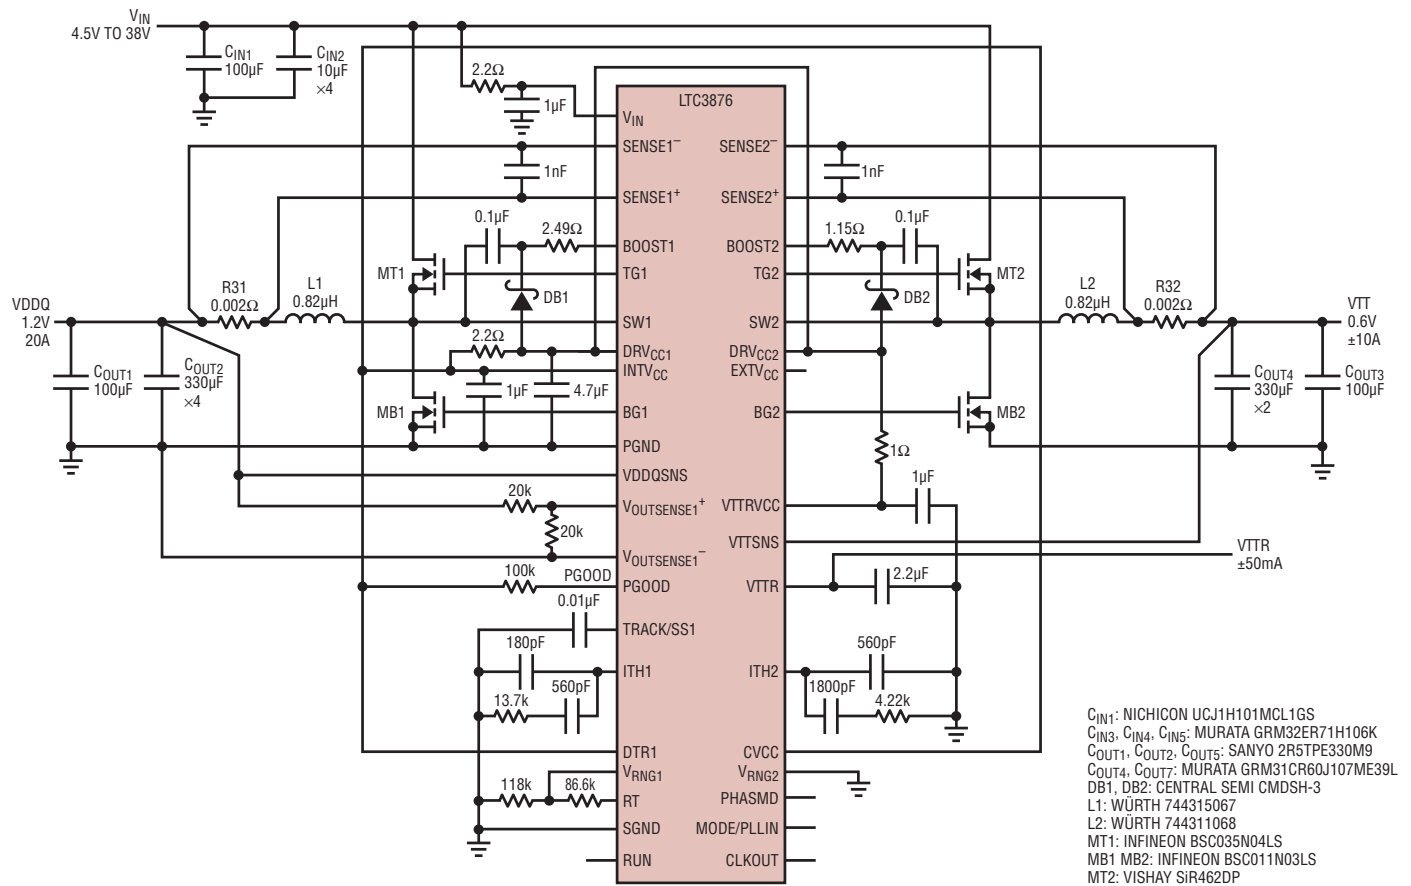 VIN
4.5V TO 38V
CIN1
100µF
CIN2
10µF
×4
2.2Ω
1µF
LTC3876
VIN
SENSE1–
SENSE2–
1nF
1nF
SENSE1+
SENSE2+
0.1µF
2.49Ω
1.15Ω
0.1µF
BOOST1
BOOST2
MT1
TG1
TG2
MT2
R31
0.002Ω
L1
0.82µH
DB1
DB2
L2
0.82µH
R32
0.002Ω
VDDQ
1.2V
20A
SW1
SW2
VTT
0.6V
±10A
2.2Ω
DRVCC1
DRVCC2
INTVCC
EXTVCC
COUT1
100µF
COUT2
330µF
×4
1µF
4.7µF
COUT4
330µF
×2
COUT3
100µF
MB1
BG1
BG2
MB2
PGND
1Ω
VDDQSNS
1µF
20k
VOUTSENSE1+
VTTRVCC
20k
VTTSNS
VOUTSENSE1–
VTTR
±50mA
100k
PGOOD
PGOOD
VTTR
2.2µF
0.01µF
TRACK/SS1
180pF
ITH1
ITH2
560pF
13.7k
560pF
1800pF
4.22k
DTR1
CVCC
VRNG1
VRNG2
118k
86.6k
RT
PHASMD
SGND
MODE/PLLIN
RUN
CLKOUT
CIN1: NICHICON UCJ1H101MCL1GS
CIN3, CIN4, CIN5: MURATA GRM32ER71H106K
COUT1, COUT2, COUT5: SANYO 2R5TPE330M9
COUT4, COUT7: MURATA GRM31CR60J107ME39L
DB1, DB2: CENTRAL SEMI CMDSH-3
L1: WÜRTH 744315067
L2: WÜRTH 744311068
MT1: INFINEON BSC035N04LS
MB1 MB2: INFINEON BSC011N03LS
MT2: VISHAY SiR462DP